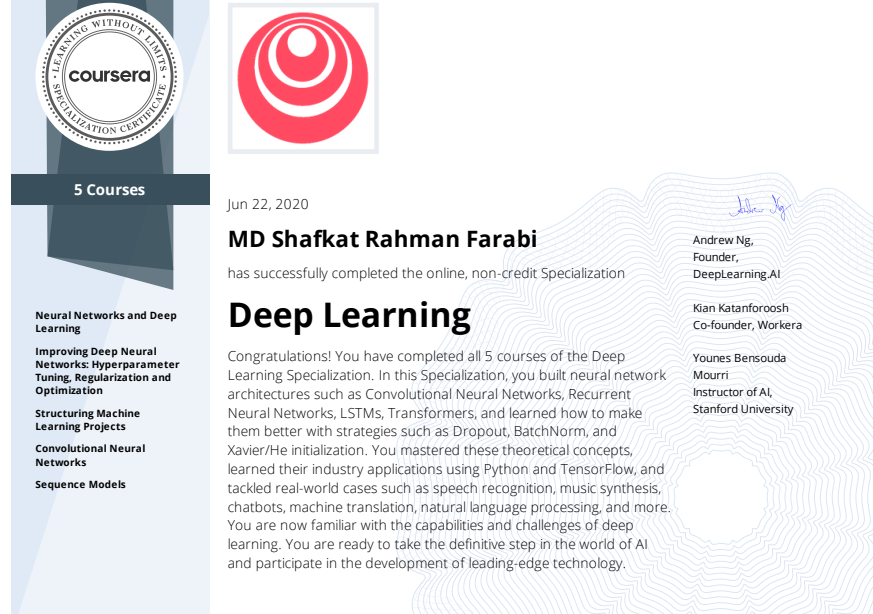 LEARNING WITHOUT LIMITS
coursera
SPECIALIZATION CERTIFICATE
5 Courses
Neural Networks and Deep
Learning
Improving Deep Neural
Networks: Hyperparameter
Tuning, Regularization and
Optimization
Structuring Machine
Learning Projects
Convolutional Neural
Networks
Sequence Models
Jun 22, 2020
MD Shafkat Rahman Farabi
has successfully completed the online, non-credit Specialization
Deep Learning
Congratulations! You have completed all 5 courses of the Deep
Learning Specialization. In this Specialization, you built neural network
architectures such as Convolutional Neural Networks, Recurrent
Neural Networks, LSTMs, Transformers, and learned how to make
them better with strategies such as Dropout, BatchNorm, and
Xavier/He initialization. You mastered these theoretical concepts,
learned their industry applications using Python and TensorFlow, and
tackled real-world cases such as speech recognition, music synthesis,
chatbots, machine translation, natural language processing, and more.
You are now familiar with the capabilities and challenges of deep
learning. You are ready to take the definitive step in the world of AI
and participate in the development of leading-edge technology.
Andrew Ng
Andrew Ng,
Founder,
DeepLearning.AI
Kian Katanforoosh
Co-founder, Workera
Younes Bensouda
Mourri
Instructor of AI,
Stanford University